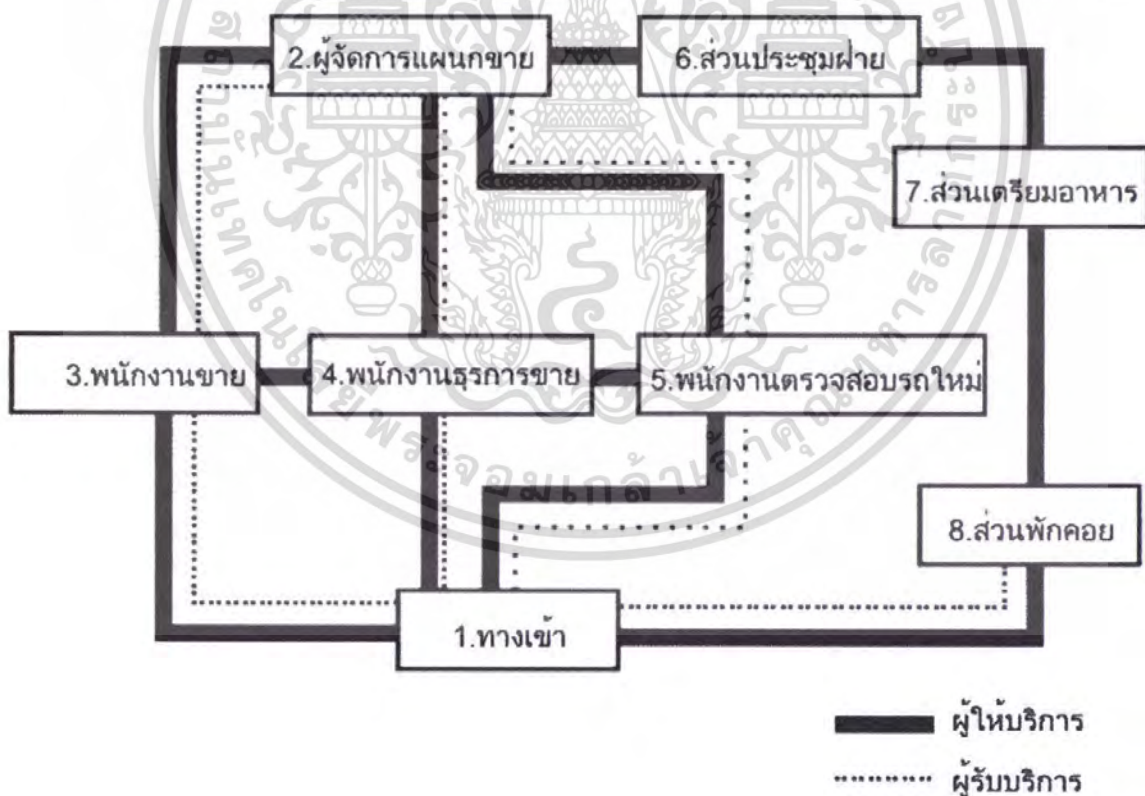 2.ผู้จัดการแผนกขาย
6.ส่วนประชุมฝ่าย
7.ส่วนเตรียมอาหาร
3.พนักงานขาย
4.พนักงานธุรการขาย
5.พนักงานตรวจสอบรถใหม่
8.ส่วนพักคอย
1.ทางเข้า
ผู้ให้บริการ
ผู้รับบริการ